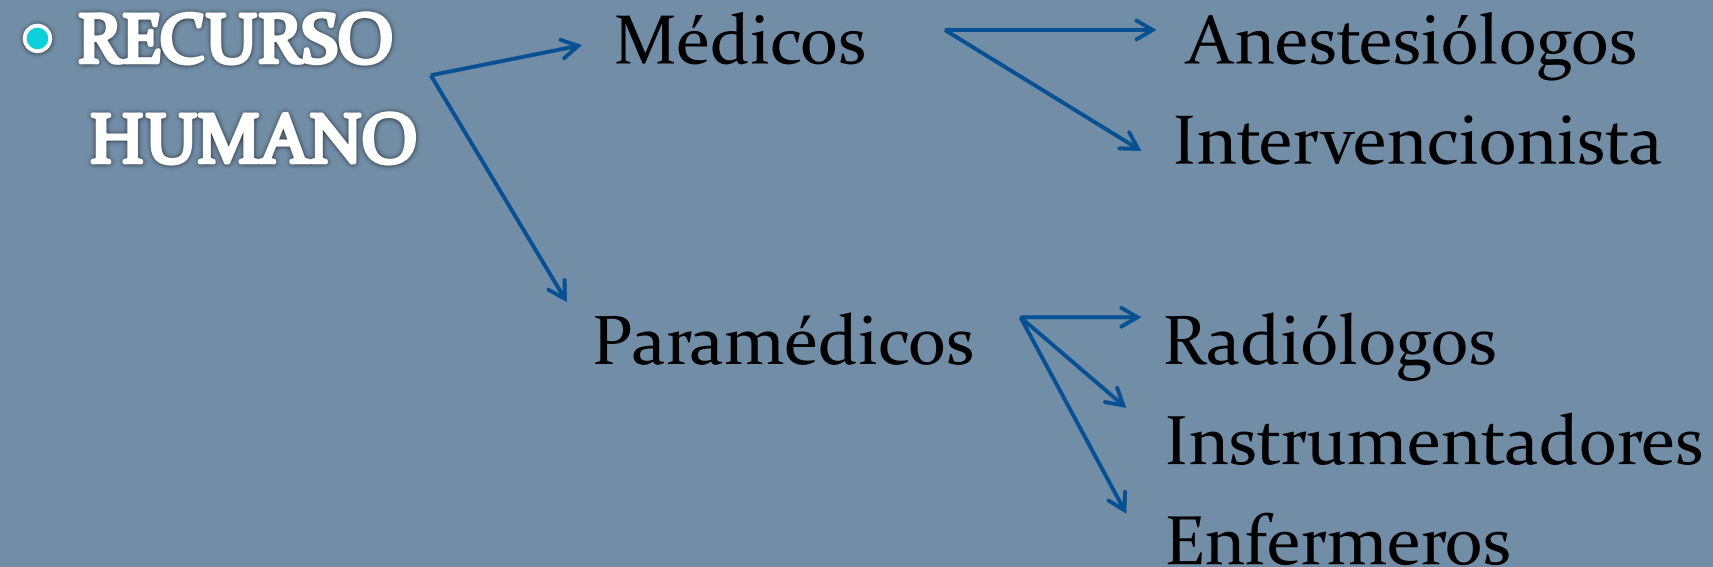 RECURSO Médicos Anestesiólogos
HUMANO Intervencionista
Paramédicos Radiólogos
Instrumentadores
Enfermeros